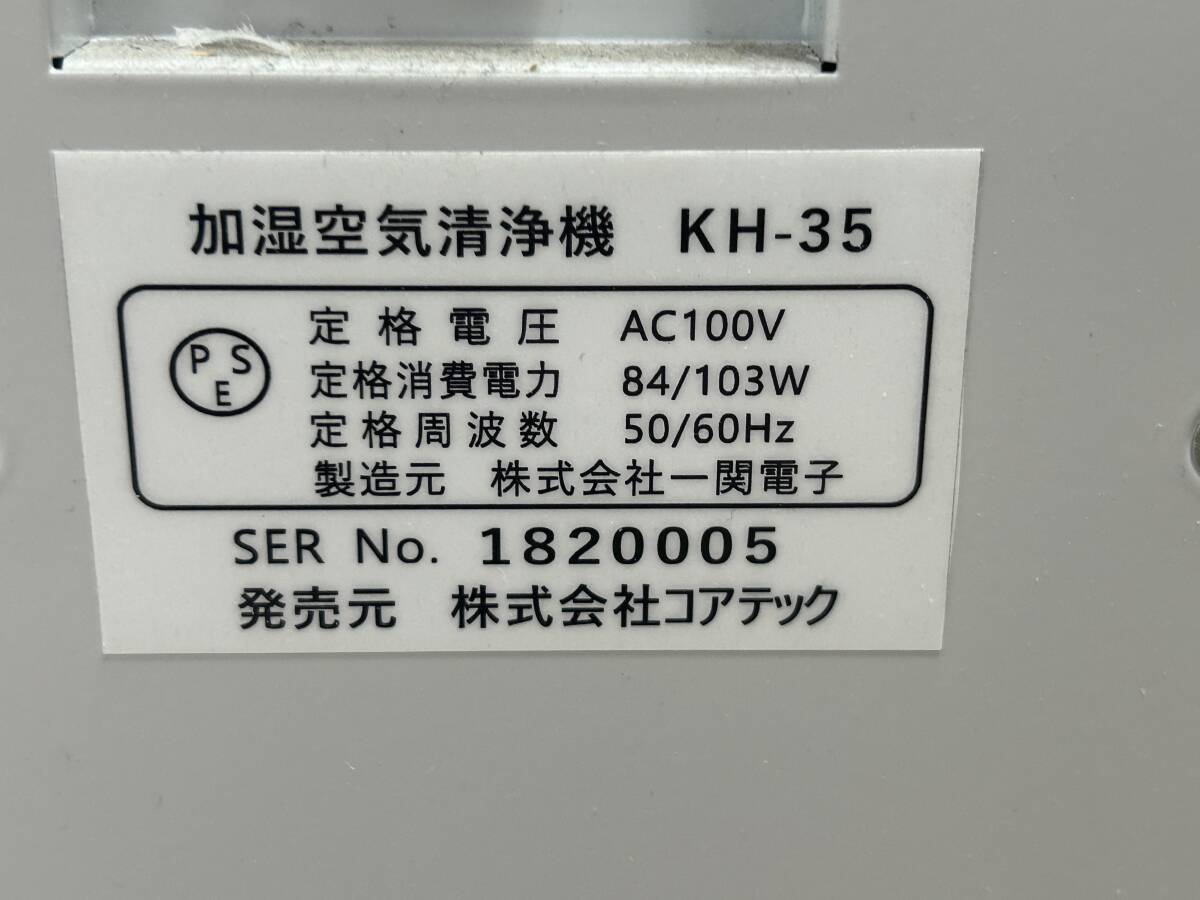 加湿空気清浄機 KH-35
PSE
定格電圧 AC100V
定格消費電力 84/103W
定格周波数 50/60Hz
製造元 株式会社一関電子
SER No. 1820005
発売元 株式会社コアテック